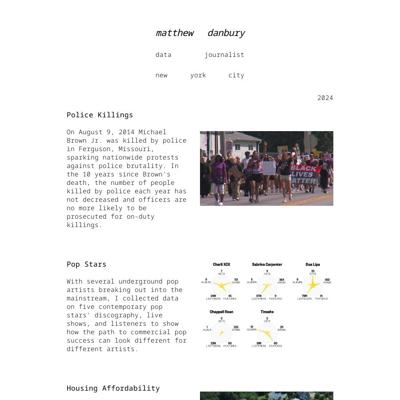 matthew danbury
data journalist
new york city
2024
Police Killings
On August 9, 2014 Michael
Brown Jr. was killed by police
in Ferguson, Missouri,
sparking nationwide protests
against police brutality. In
the 10 years since Brown's
death, the number of people
killed by police each year has
not decreased and officers are
no more likely to be
prosecuted for on-duty
killings.
BLACK
LIVES
MATTER
Pop Stars
With several underground pop
artists breaking out into the
mainstream, I collected data
on five contemporary pop
stars' discography, live
shows, and listeners to show
how the path to commercial pop
success can look different for
different artists.
Charli XCX Sabrina Carpenter Dua Lipa
Chappell Roan Tinashe
Housing Affordability